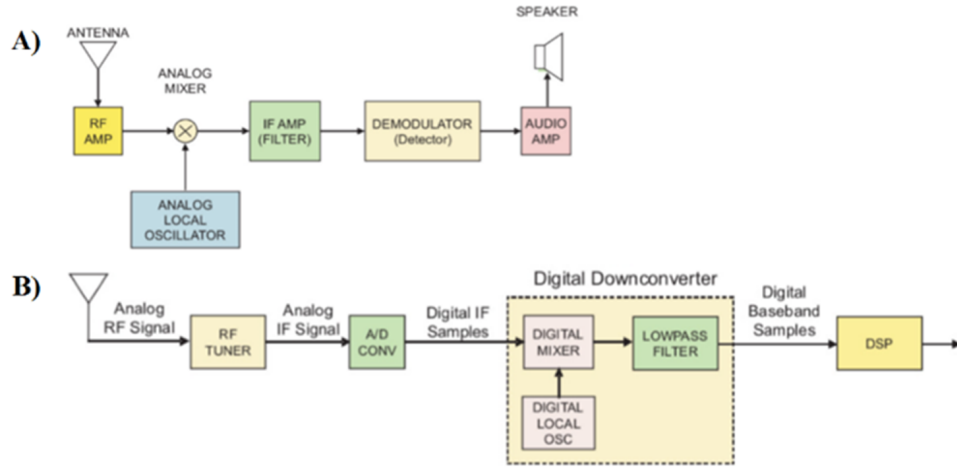 A)
ANTENNA
ANALOG
MIXER
SPEAKER
RF
AMP
IF AMP
(FILTER)
DEMODULATOR
(Detector)
AUDIO
AMP
ANALOG
LOCAL
OSCILLATOR
B)
Analog
RF Signal
RF
TUNER
Analog
IF Signal
A/D
CONV
Digital IF
Samples
Digital Downconverter
DIGITAL
MIXER
LOWPASS
FILTER
DIGITAL
LOCAL
OSC
Digital
Baseband
Samples
DSP